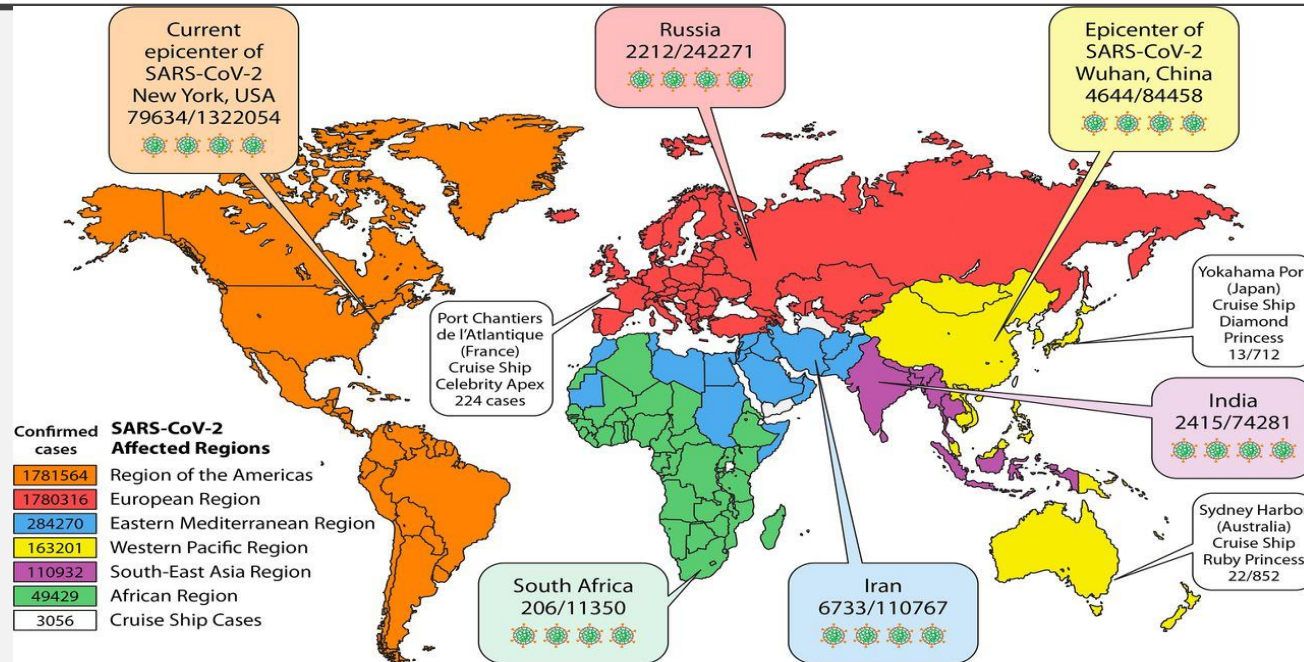 Current
epicenter of
SARS-CoV-2
New York, USA
79634/1322054
Russia
2212/242271
Epicenter of
SARS-CoV-2
Wuhan, China
4644/84458
Yokahama Por
(Japan)
Cruise Ship
Diamond
Princess
13/712
Port Chantiers
de l'Atlantique
(France)
Cruise Ship
Celebrity Apex
224 cases
India
2415/74281
Sydney Harbor
(Australia)
Cruise Ship
Ruby Princess
22/852
South Africa
206/11350
Iran
6733/110767
Confirmed cases SARS-CoV-2 Affected Regions
1781564 Region of the Americas
1780316 European Region
284270 Eastern Mediterranean Region
163201 Western Pacific Region
110932 South-East Asia Region
49429 African Region
3056 Cruise Ship Cases